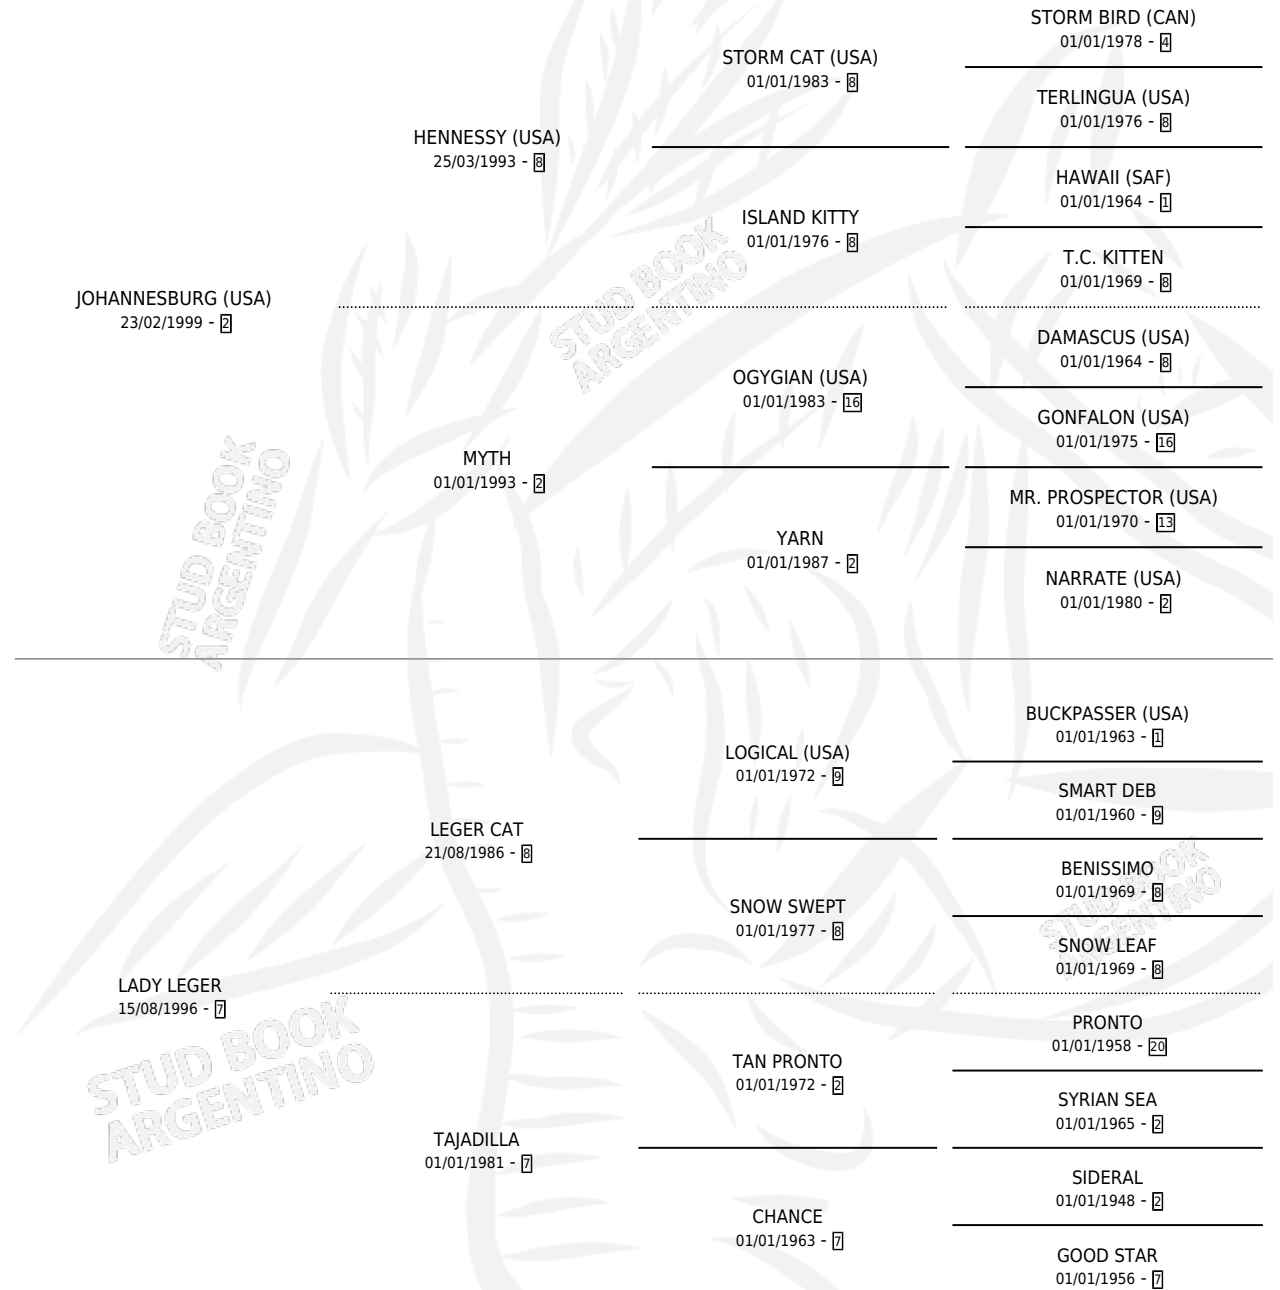 STORM BIRD (CAN)
01/01/1978 - 4
STORM CAT (USA)
01/01/1983 - 8
TERLINGUA (USA)
01/01/1976 - 8
HENNESSY (USA)
25/03/1993 - 8
HAWAII (SAF)
01/01/1964 - 1
ISLAND KITTY
01/01/1976 - 8
T.C. KITTEN
01/01/1969 - 8
JOHANNESBURG (USA)
23/02/1999 - 2
DAMASCUS (USA)
01/01/1964 - 8
OGYGIAN (USA)
01/01/1983 - 16
GONFALON (USA)
01/01/1975 - 16
MYTH
01/01/1993 - 2
MR. PROSPECTOR (USA)
01/01/1970 - 13
YARN
01/01/1987 - 2
NARRATE (USA)
01/01/1980 - 2
STUD BOOK
ARGENTINO
STUD BOOK
ARGENTINO
BUCKPASSER (USA)
01/01/1963 - 1
LOGICAL (USA)
01/01/1972 - 9
SMART DEB
01/01/1960 - 9
LEGER CAT
21/08/1986 - 8
BENISSIMO
01/01/1969 - 8
SNOW SWEPT
01/01/1977 - 8
SNOW LEAF
01/01/1969 - 8
STUD BOOK
ARGENTINO
LADY LEGER
15/08/1996 - 7
PRONTO
01/01/1958 - 20
TAN PRONTO
01/01/1972 - 2
SYRIAN SEA
01/01/1965 - 2
TAJADILLA
01/01/1981 - 7
SIDERAL
01/01/1948 - 2
CHANCE
01/01/1963 - 7
GOOD STAR
01/01/1956 - 7
STUD BOOK
ARGENTINO